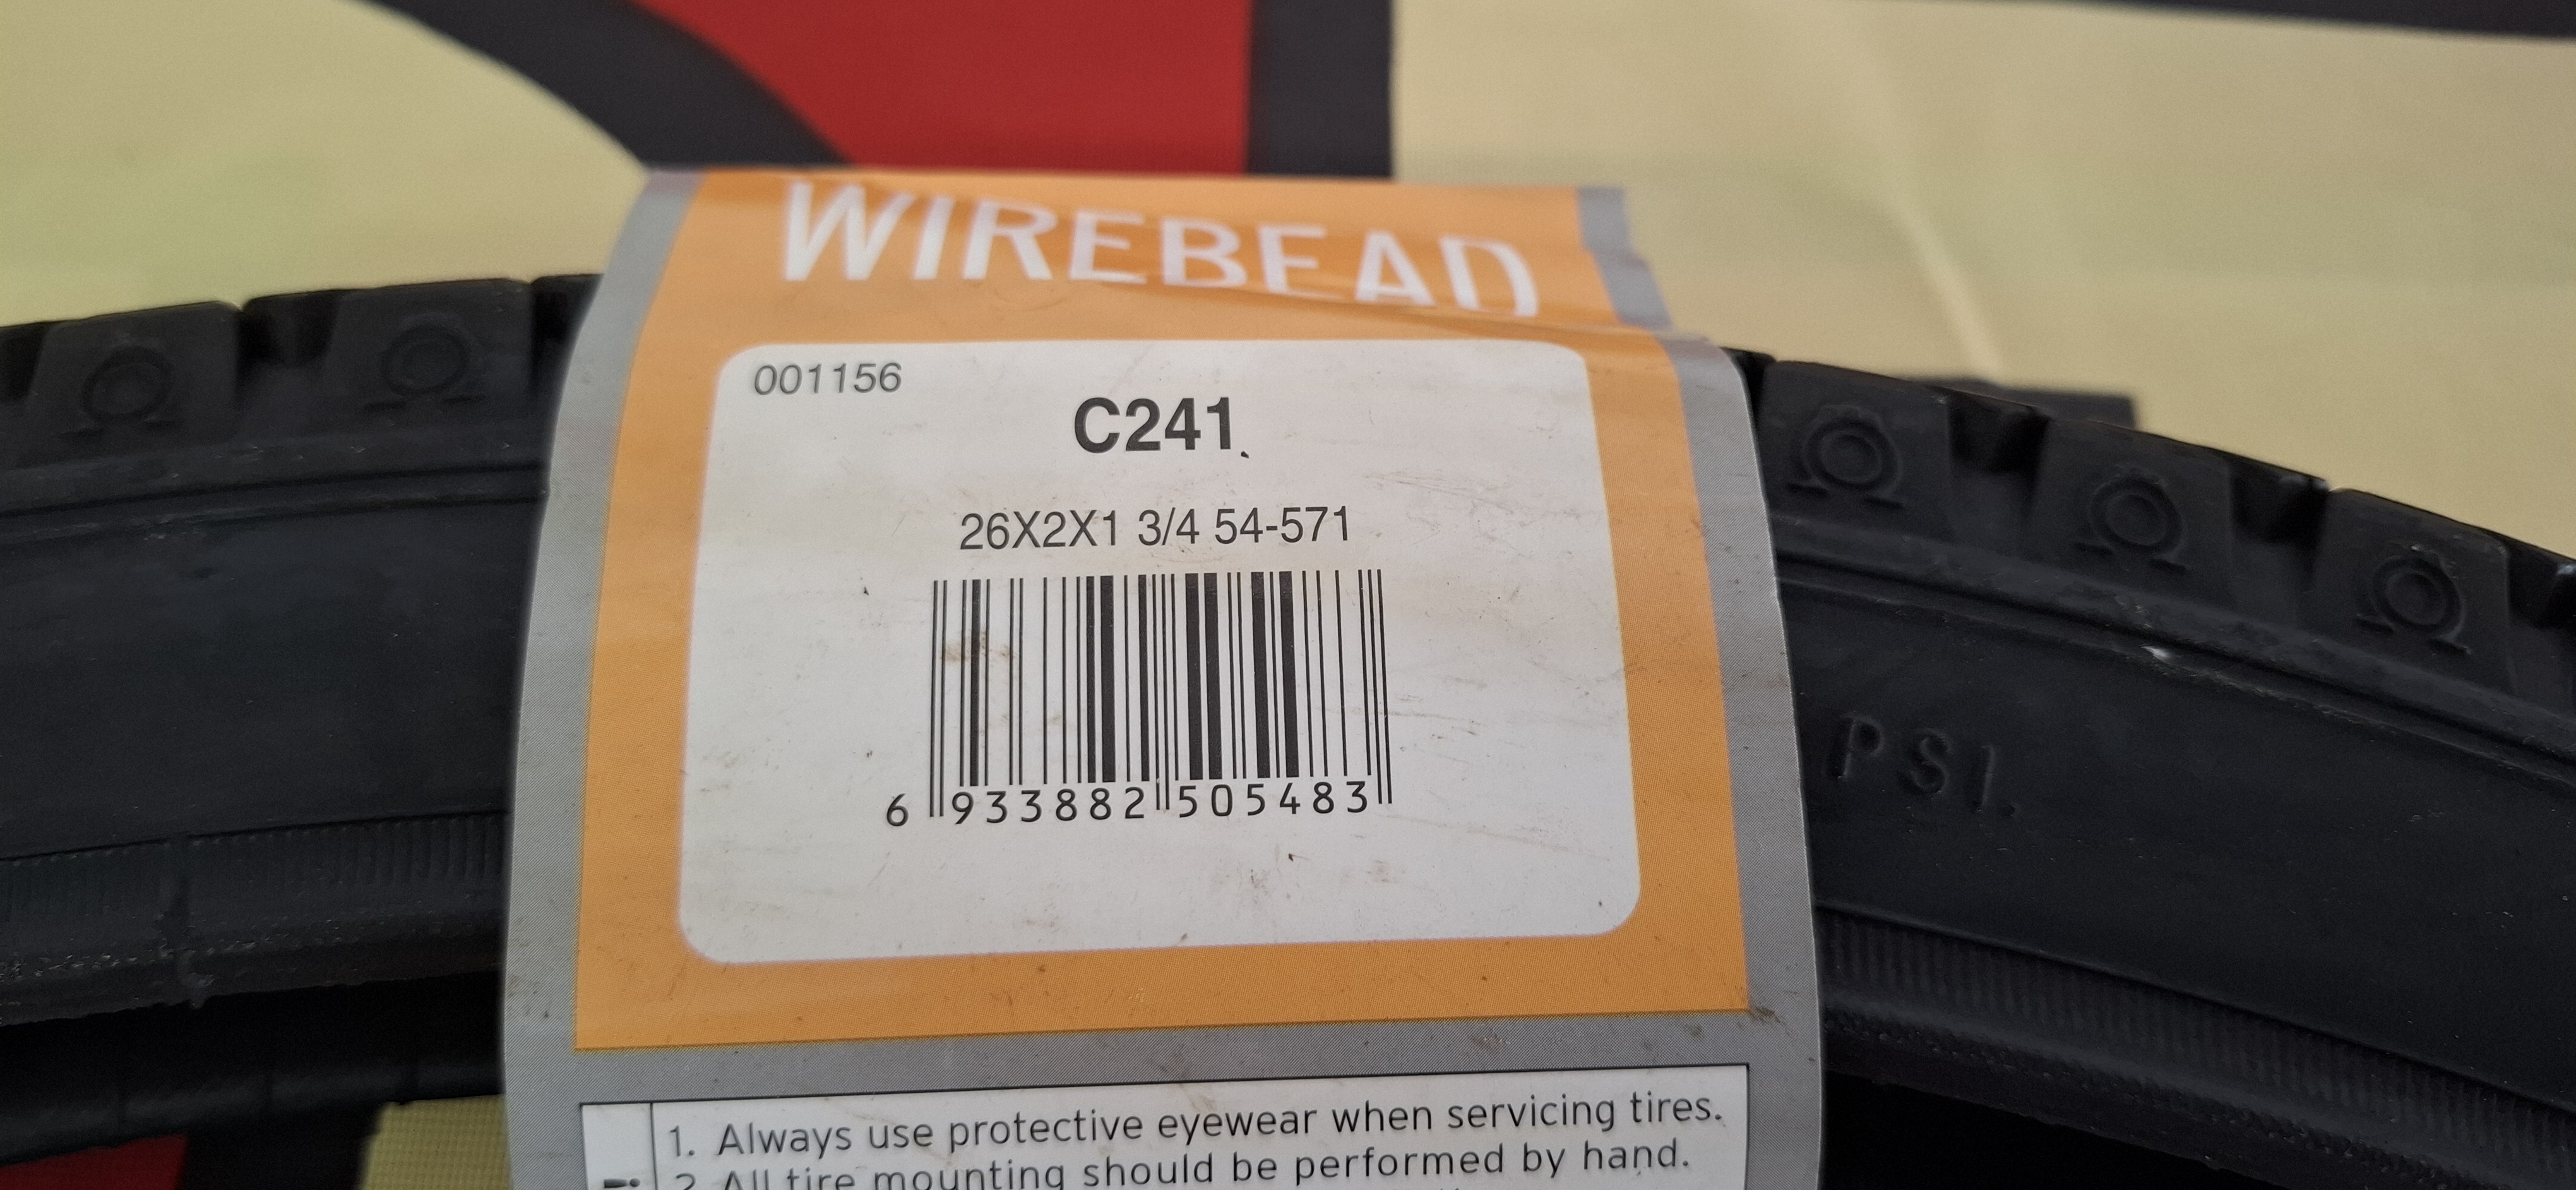 WIREBEAD
001156
C241
26X2X1 3/4 54-571
6 933882 505483
PSI.
1. Always use protective eyewear when servicing tires.
2. All tire mounting should be performed by hand.